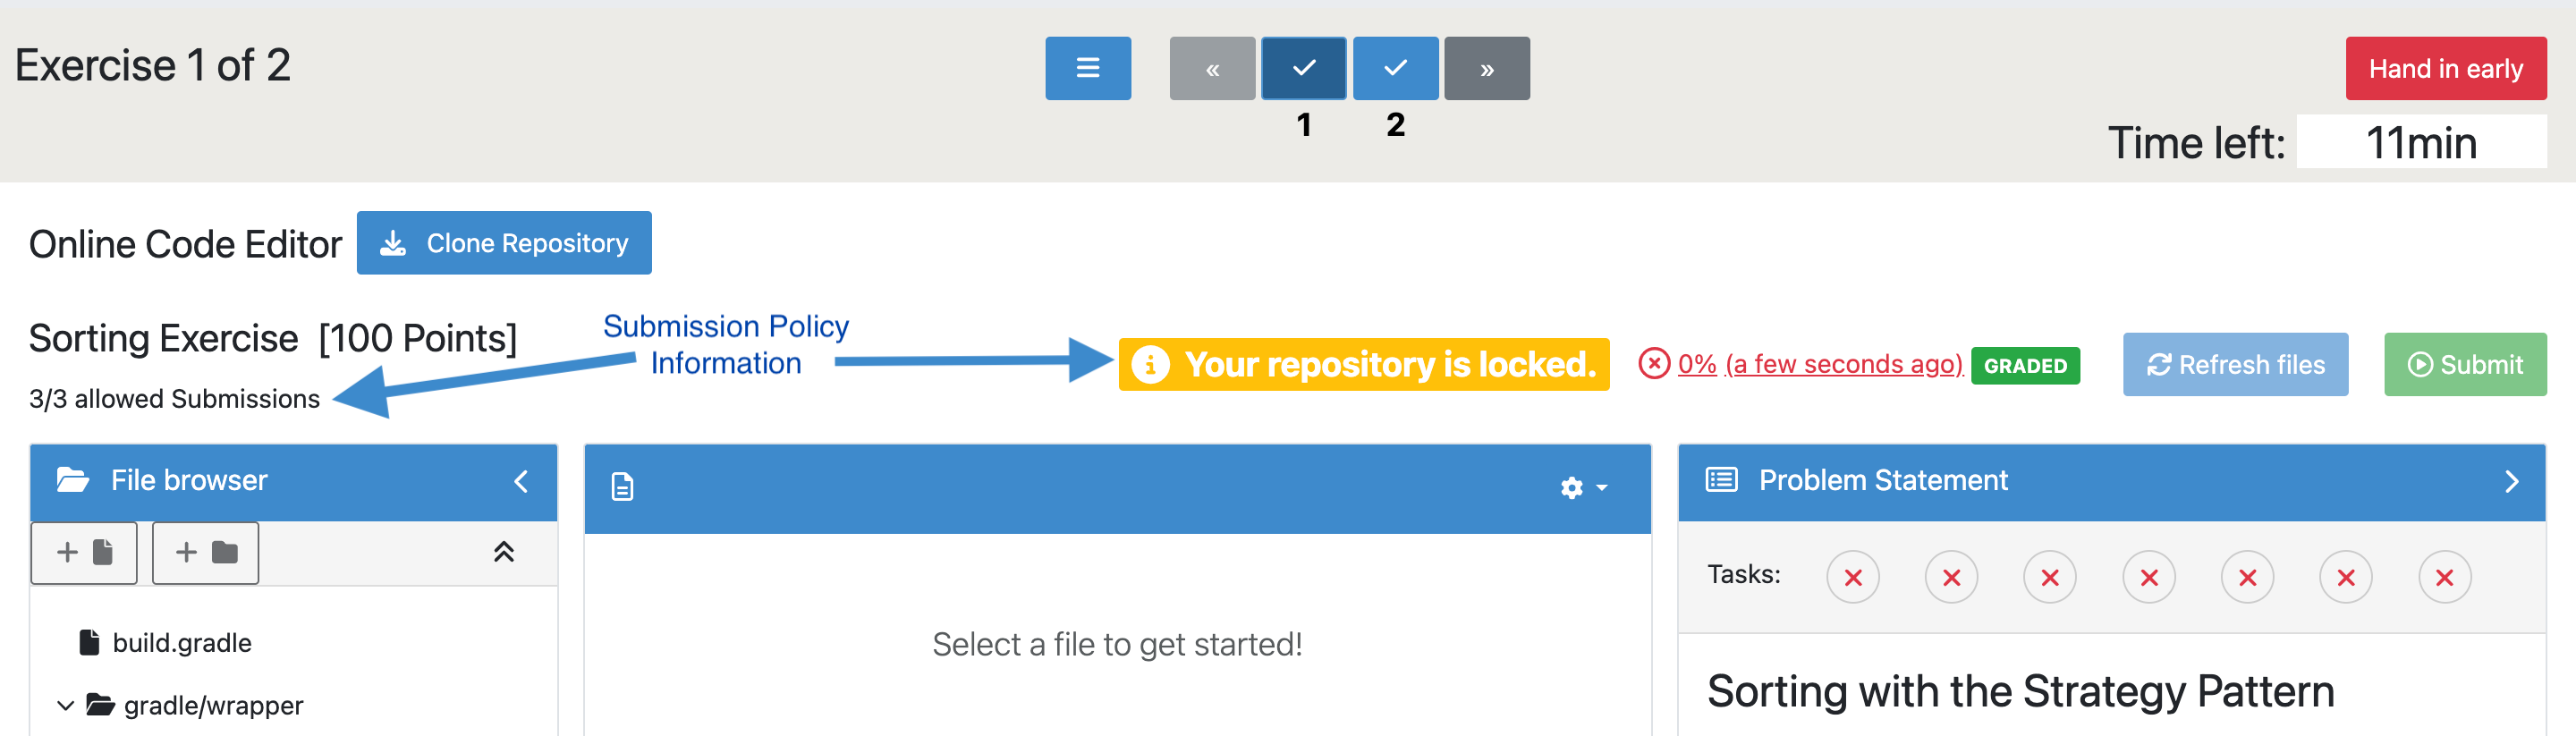 Exercise 1 of 2
1
2
Hand in early
Time left: 11min
Online Code Editor
Clone Repository
Sorting Exercise [100 Points]
3/3 allowed Submissions
Submission Policy
Information
Your repository is locked.
0% (a few seconds ago)
GRADED
Refresh files
Submit
File browser
build.gradle
gradle/wrapper
Select a file to get started!
Problem Statement
Tasks:
Sorting with the Strategy Pattern